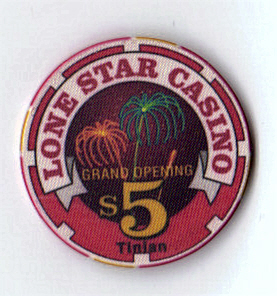 LONE STAR CASINO
GRAND OPENING
$5
Tinian